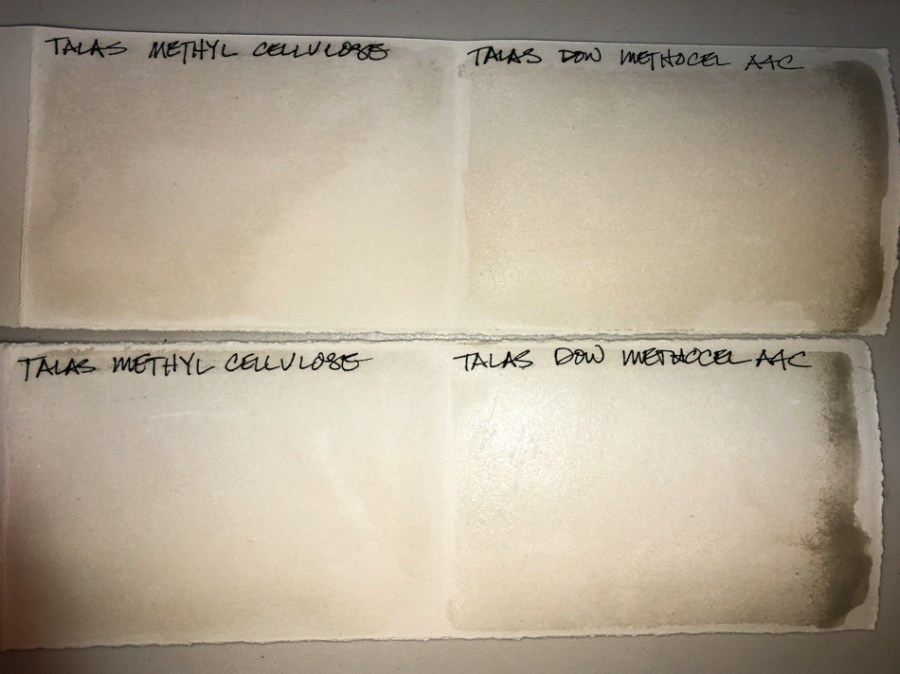 TALAS METHYL CELLULOSE
TALAS DOW METHOCEL A4C
TALAS METHYL CELLULOSE
TALAS DOW METHOCEL A4C